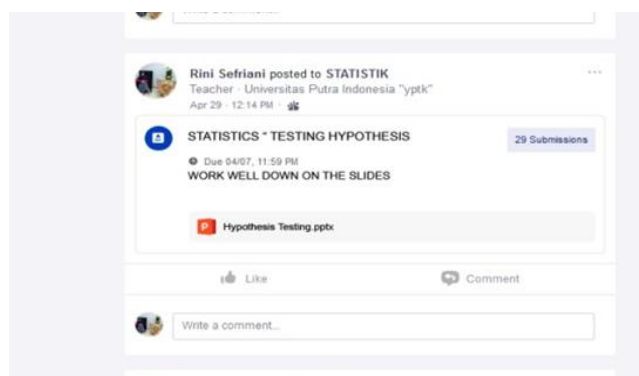 Write a comment...
Rini Sefriani posted to STATISTIK
Teacher · Universitas Putra Indonesia "yptk"
Apr 29 · 12:14 PM ·
STATISTICS " TESTING HYPOTHESIS
29 Submissions
Due 04/07, 11:59 PM
WORK WELL DOWN ON THE SLIDES
P
Hypothesis Testing.pptx
Like
Comment
Write a comment...